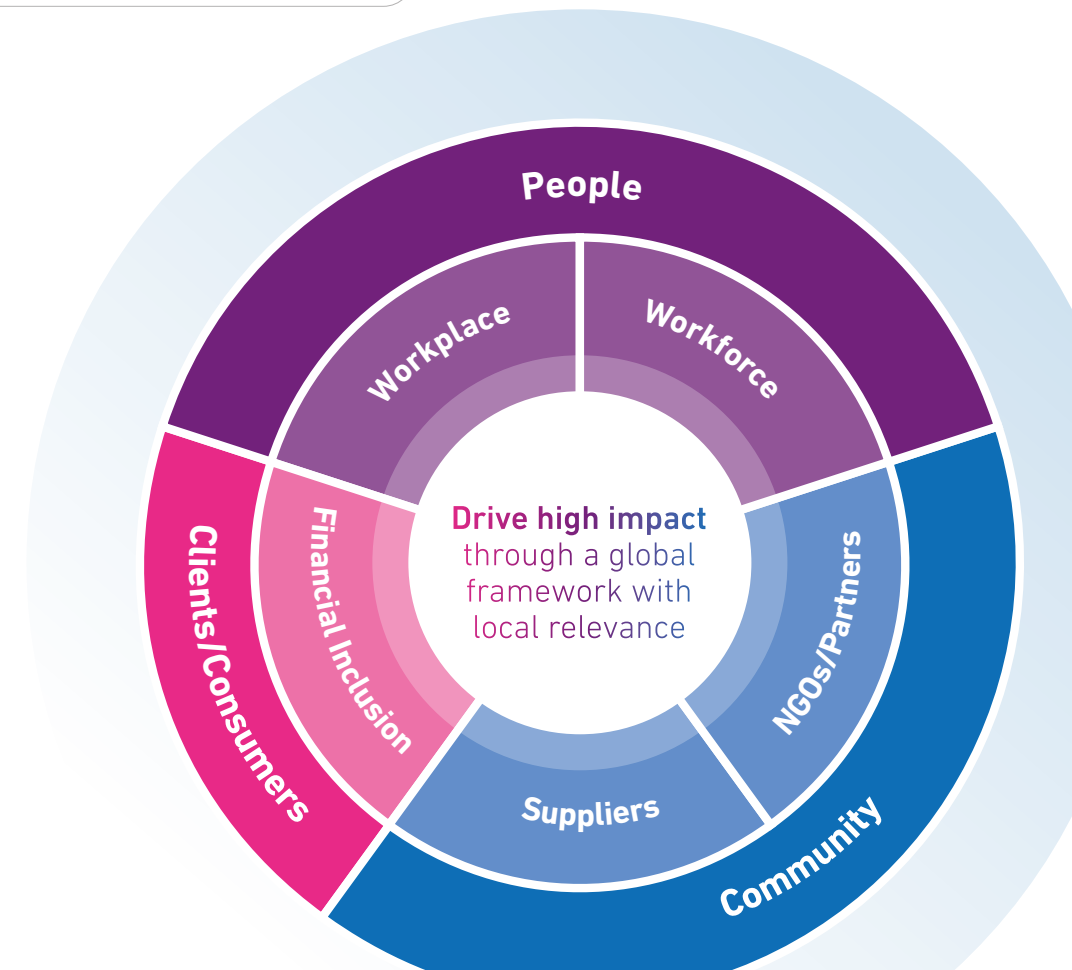 People
Workplace
Workforce
Clients/Consumers
Financial Inclusion
Drive high impact
through a global
framework with
local relevance
NGOs/Partners
Suppliers
Community